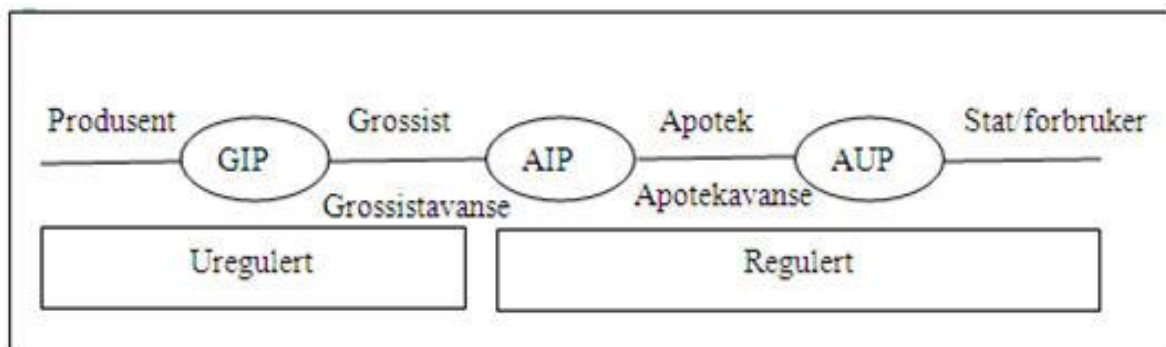 Produsent Grossist Apotek Stat/forbruker
GIP AIP AUP
Grossistavanse Apotekavanse
Uregulert Regulert